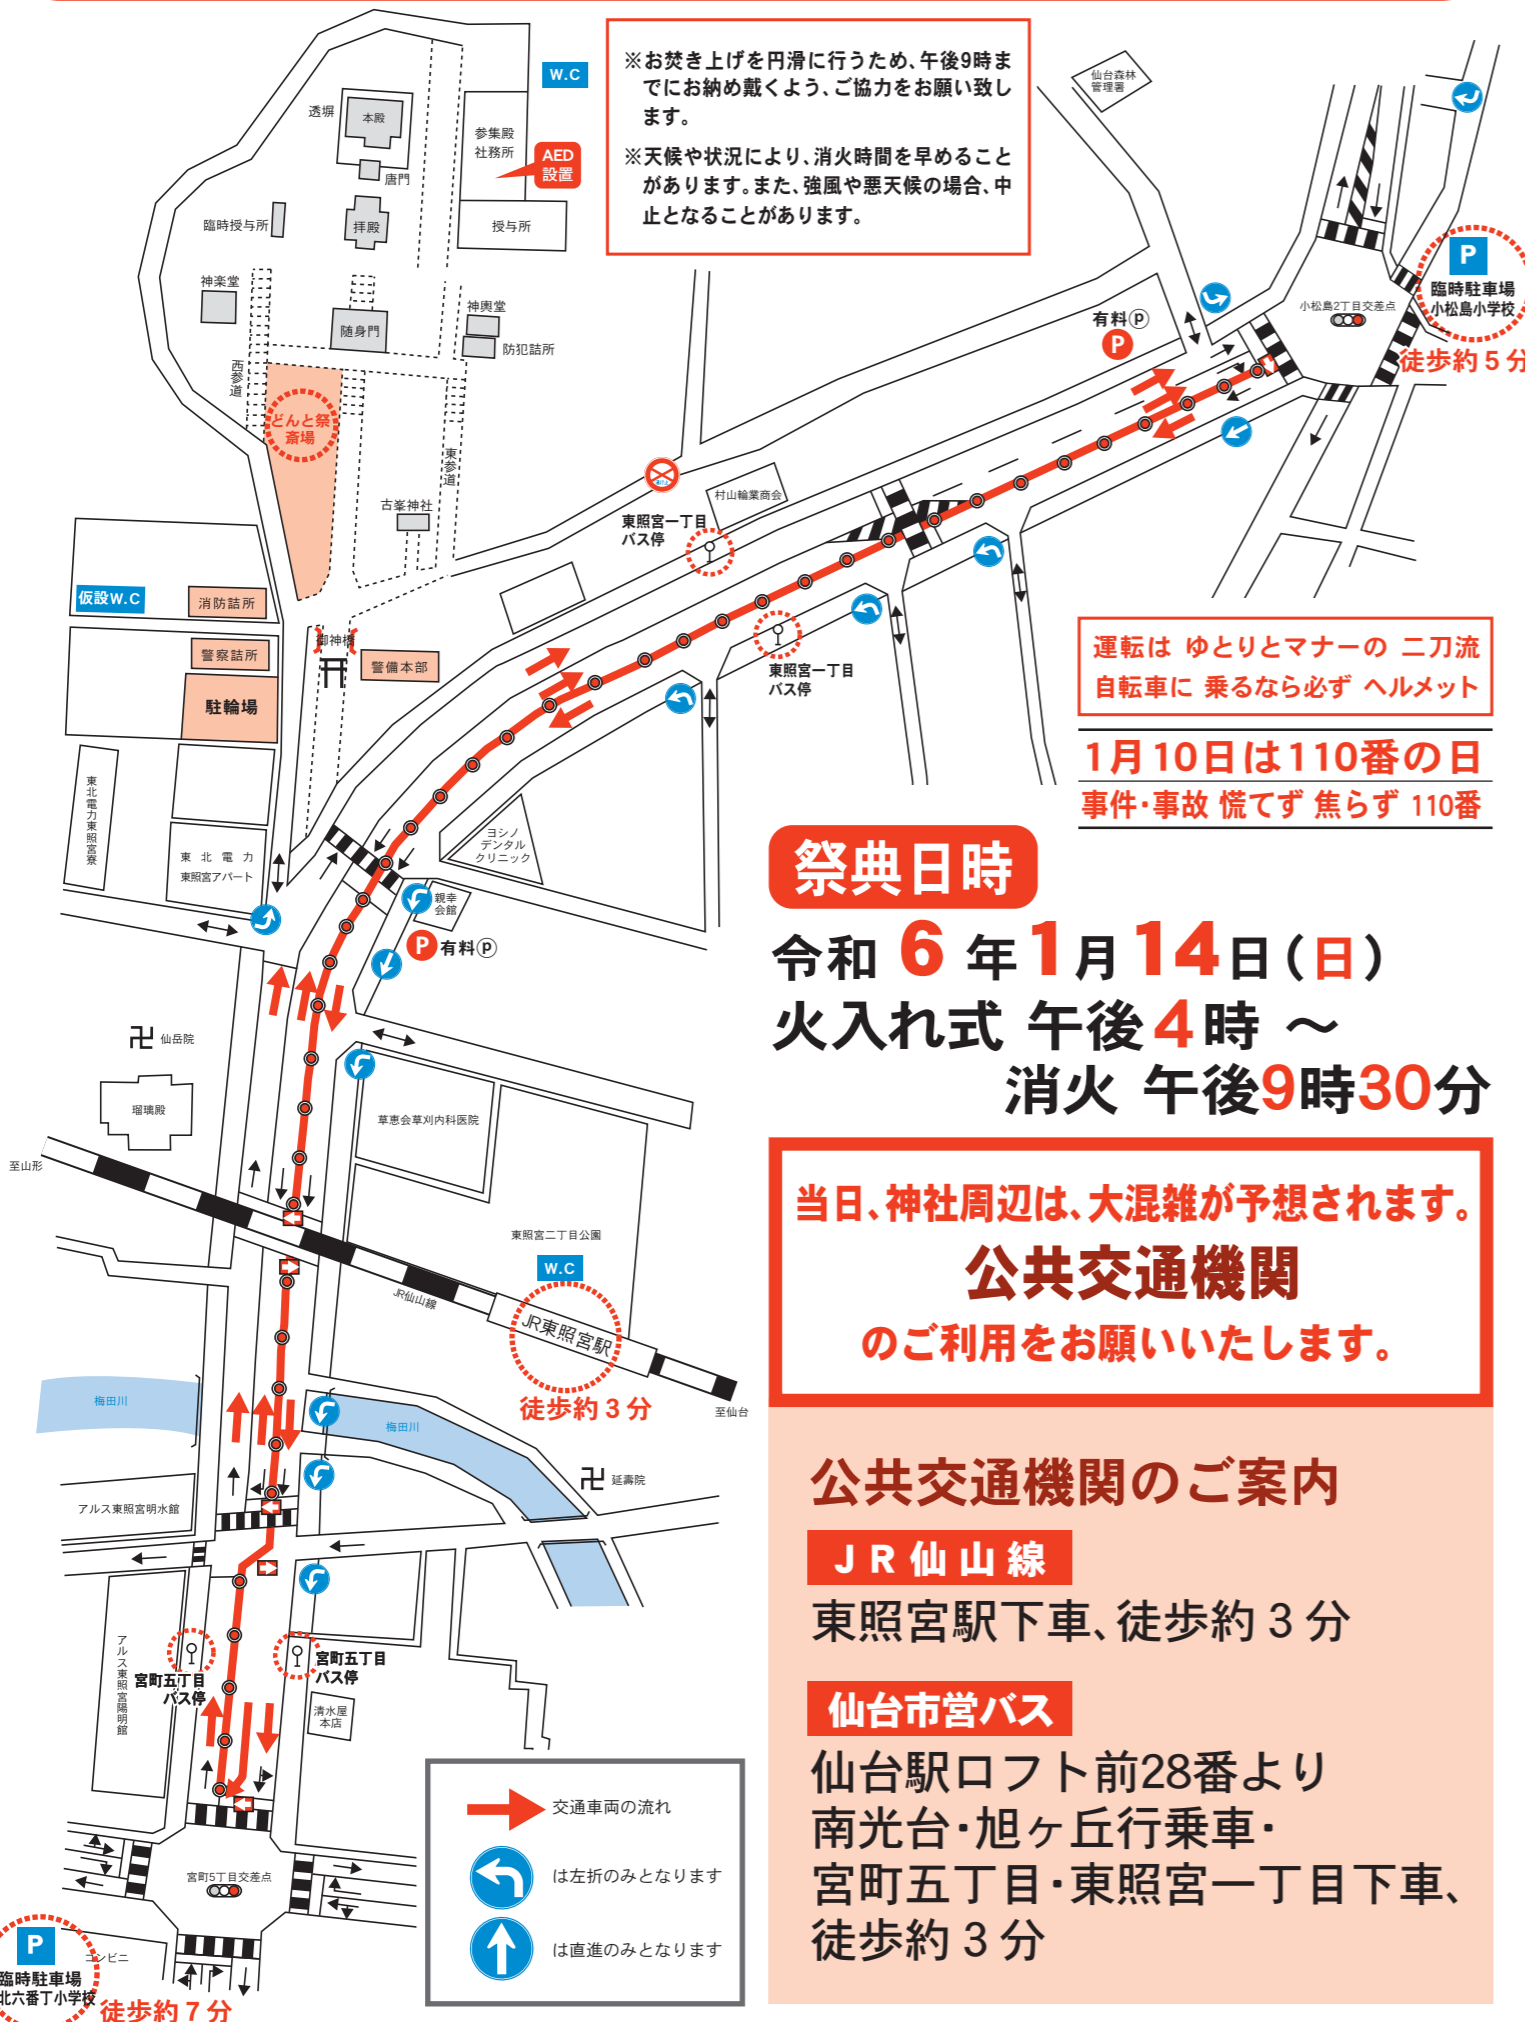 W.C
※お焚き上げを円滑に行うため、午後9時ま
でにお納め戴くよう、ご協力をお願い致し
ます。
※天候や状況により、消火時間を早めること
があります。また、強風や悪天候の場合、中
止となることがあります。
仙台森林
管理署
透塀
本殿
参集殿
社務所
AED
設置
唐門
臨時授与所
拝殿
授与所
神楽堂
随身門
神輿堂
防犯詰所
西参道
どんと祭
斎場
東参道
古峯神社
有料ⓟ
P
小松島2丁目交差点
P
臨時駐車場
小松島小学校
徒歩約 5 分
村山輪業商会
東照宮一丁目
バス停
東照宮一丁目
バス停
仮設W.C
消防詰所
警察詰所
駐輪場
御神橋
警備本部
東北電力東照宮寮
東北電力
東照宮アパート
ヨシノ
デンタル
クリニック
親幸
会館
P 有料ⓟ
運転は ゆとりとマナーの 二刀流
自転車に 乗るなら必ず ヘルメット
1月10日は110番の日
事件・事故 慌てず 焦らず 110番
祭典日時
令和 6 年 1月 14日(日)
火入れ式 午後4時 〜
消火 午後9時30分
卍 仙岳院
瑠璃殿
草恵会草刈内科医院
至山形
東照宮二丁目公園
W.C
JR仙山線
JR東照宮駅
徒歩約 3 分
至仙台
梅田川
梅田川
卍 延壽院
アルス東照宮明水館
アルス東照宮陽明館
宮町五丁目
バス停
宮町五丁目
バス停
清水屋
本店
宮町5丁目交差点
P
臨時駐車場
北六番丁小学校
コンビニ
徒歩約 7 分
交通車両の流れ
は左折のみとなります
は直進のみとなります
当日、神社周辺は、大混雑が予想されます。
公共交通機関
のご利用をお願いいたします。
公共交通機関のご案内
JR仙山線
東照宮駅下車、徒歩約 3 分
仙台市営バス
仙台駅ロフト前28番より
南光台・旭ヶ丘行乗車・
宮町五丁目・東照宮一丁目下車、
徒歩約 3 分